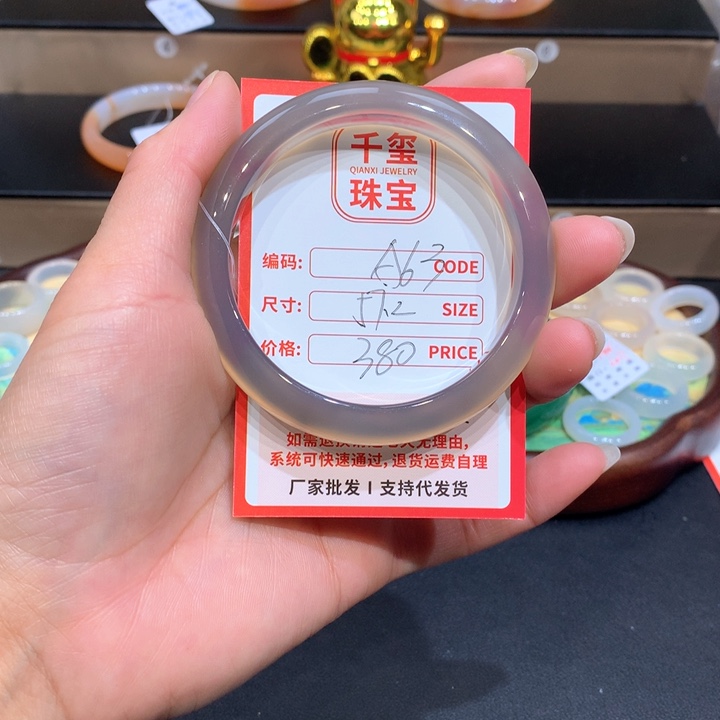 千玺
QIANXI JEWELRY
珠宝
编码: A63 CODE
尺寸: 57.2 SIZE
价格: 380 PRICE
系统可快速通过, 退货运费自理
厂家批发 I 支持代发货